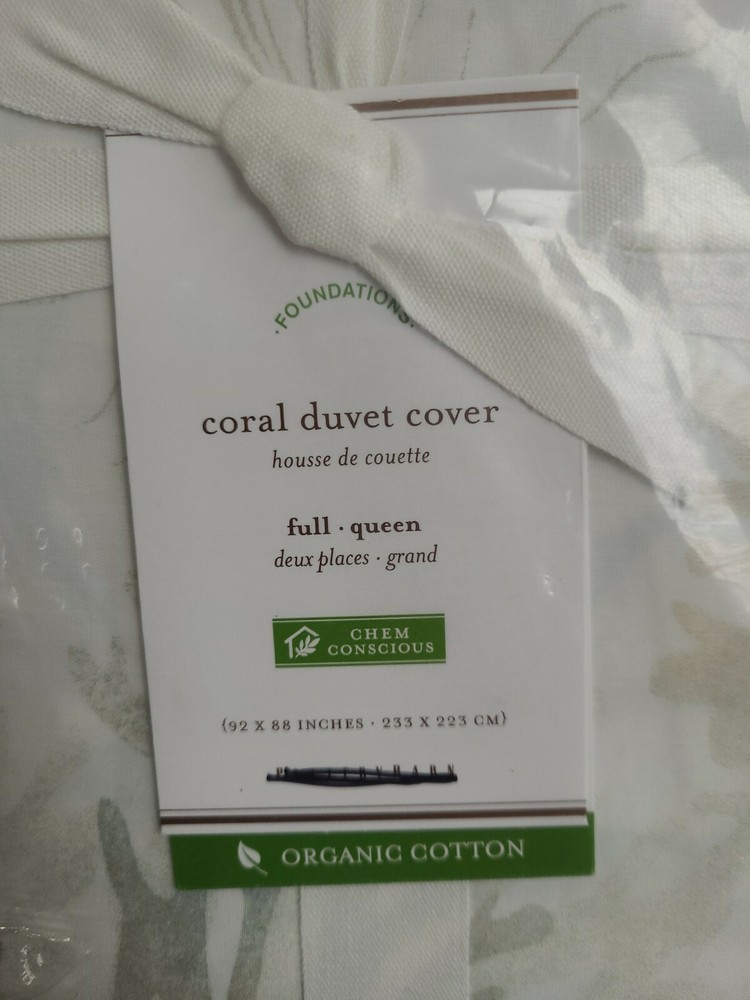 ·FOUNDATIONS·
coral duvet cover
housse de couette
full · queen
deux places · grand
CHEM
CONSCIOUS
{92 X 88 INCHES · 233 X 223 CM}
ORGANIC COTTON